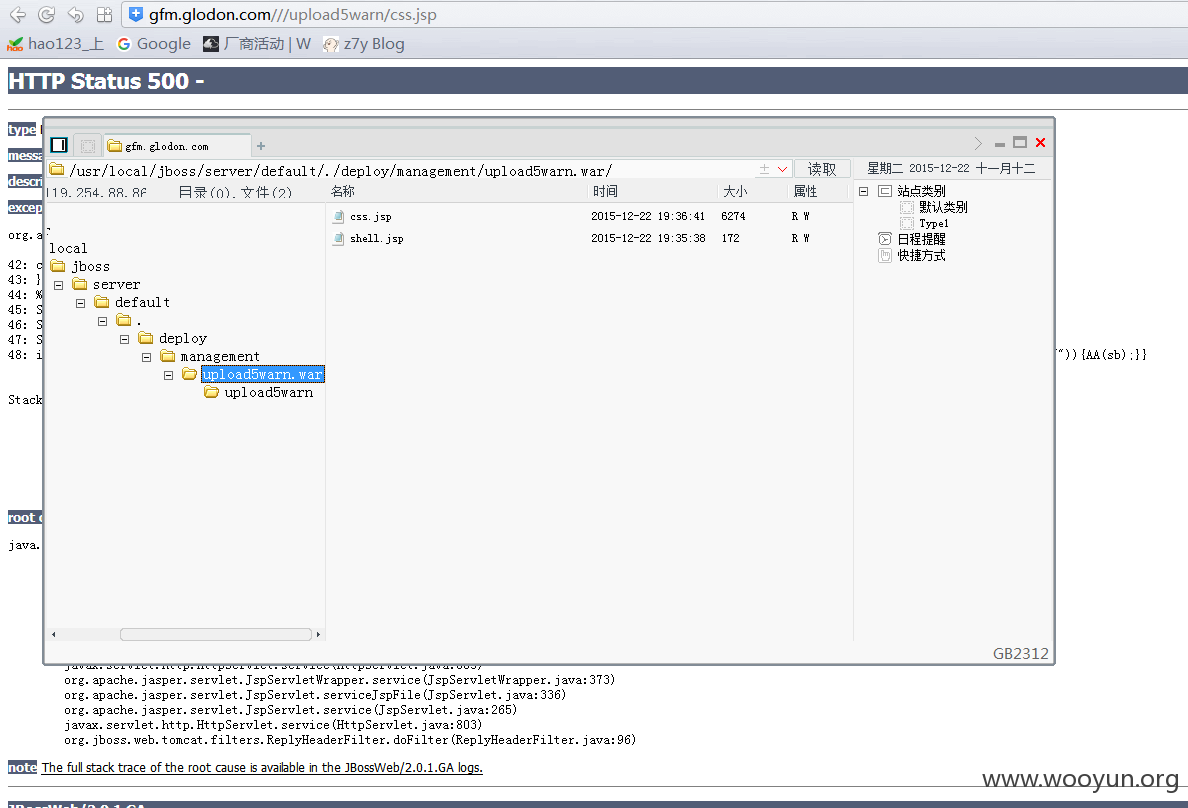 gfm.glodon.com///upload5warn/css.jsp
hao123_上 Google 厂商活动 | W z7y Blog
HTTP Status 500 -
type
messa
descri
excep
org.a
42: c
43: }
44: %
45: S
46: S
47: S
48: i
")){AA(sb);}}
Stack
root c
java.
gfm.glodon.com +
/usr/local/jboss/server/default/./deploy/management/upload5warn.war/ 读取
星期二 2015-12-22 十一月十二
119.254.88.86 目录(0),文件(2)
名称 时间 大小 属性
css.jsp 2015-12-22 19:36:41 6274 R W
shell.jsp 2015-12-22 19:35:38 172 R W
local
jboss
server
default
.
deploy
management
upload5warn.war
upload5warn
站点类别
默认类别
Type1
日程提醒
快捷方式
GB2312
javax.servlet.http.HttpServlet.service(HttpServlet.java:803)
org.apache.jasper.servlet.JspServletWrapper.service(JspServletWrapper.java:373)
org.apache.jasper.servlet.JspServlet.serviceJspFile(JspServlet.java:336)
org.apache.jasper.servlet.JspServlet.service(JspServlet.java:265)
javax.servlet.http.HttpServlet.service(HttpServlet.java:803)
org.jboss.web.tomcat.filters.ReplyHeaderFilter.doFilter(ReplyHeaderFilter.java:96)
note The full stack trace of the root cause is available in the JBossWeb/2.0.1.GA logs.
JBossWeb/2.0.1.GA
www.wooyun.org